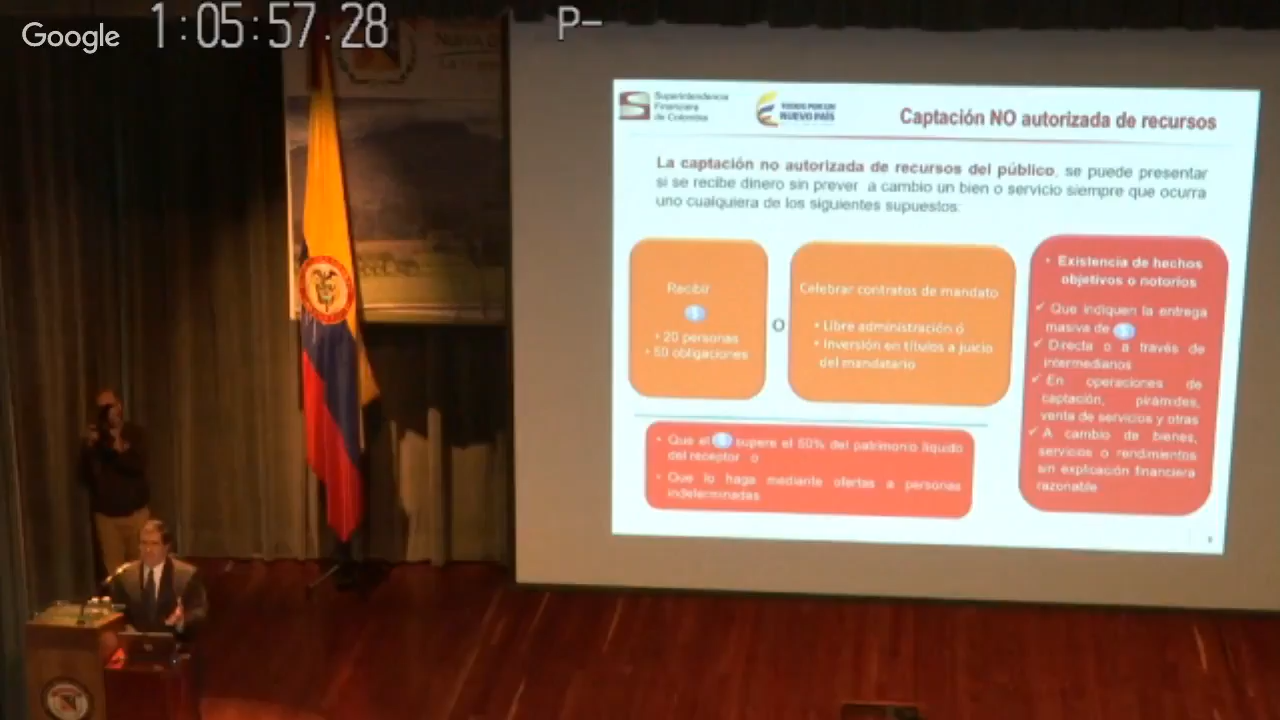 Google
1:05:57.28
P-
Superintendencia
Financiera
de Colombia
TODOS POR UN
NUEVO PAÍS
Captación NO autorizada de recursos
La captación no autorizada de recursos del público, se puede presentar
si se recibe dinero sin prever a cambio un bien o servicio siempre que ocurra
uno cualquiera de los siguientes supuestos:
Recibir
$
• 20 personas
• 50 obligaciones
O
Celebrar contratos de mandato
• Libre administración ó
• Inversión en títulos a juicio
del mandatario
• Existencia de hechos
objetivos o notorios
✓ Que indiquen la entrega
masiva de $
✓ Directa o a través de
intermediarios
✓ En operaciones de
captación, pirámides,
venta de servicios y otras
✓ A cambio de bienes,
servicios o rendimientos
sin explicación financiera
razonable
• Que el $ supere el 50% del patrimonio líquido
del receptor o
• Que lo haga mediante ofertas a personas
indeterminadas